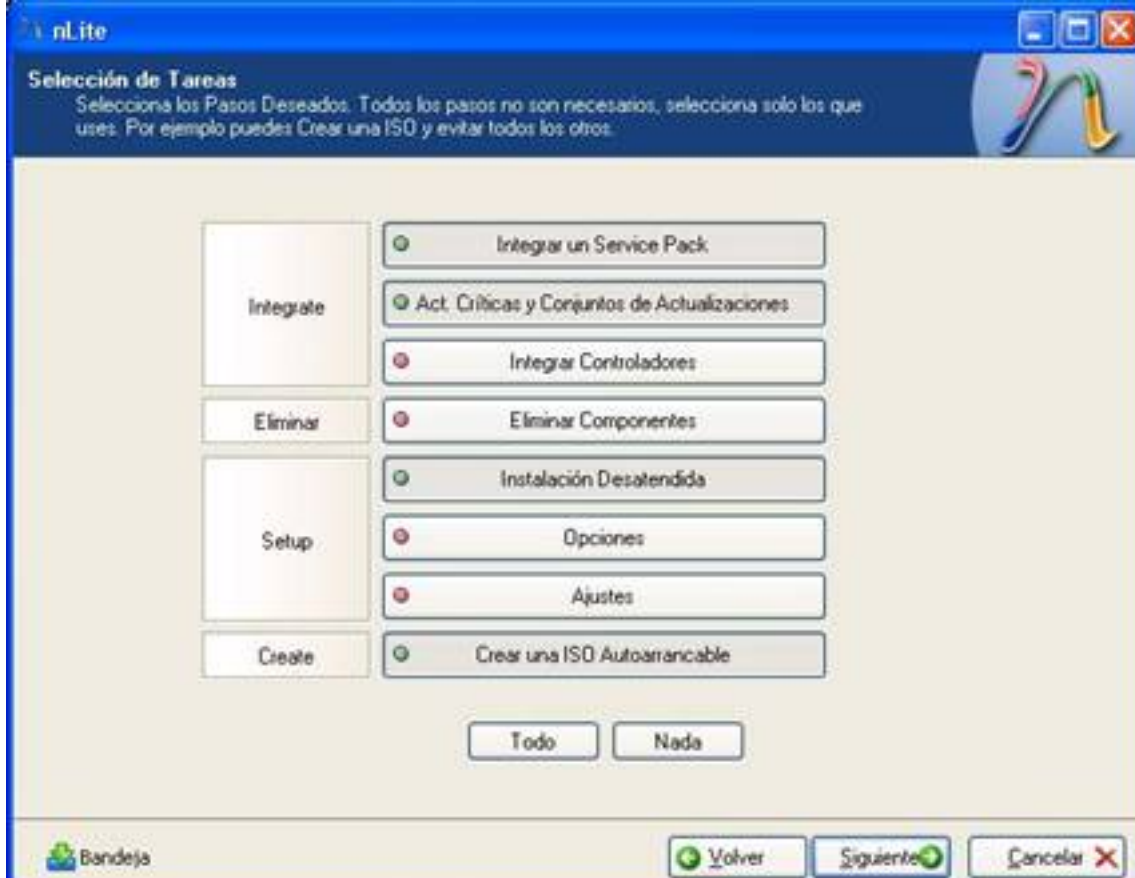 nLite
Selección de Tareas
Selecciona los Pasos Deseados. Todos los pasos no son necesarios, selecciona solo los que
uses. Por ejemplo puedes Crear una ISO y evitar todos los otros.
Integrate
Integrar un Service Pack
Act. Críticas y Conjuntos de Actualizaciones
Integrar Controladores
Eliminar
Eliminar Componentes
Setup
Instalación Desatendida
Opciones
Ajustes
Create
Crear una ISO Autoarrancable
Todo
Nada
Bandeja
Volver
Siguiente
Cancelar